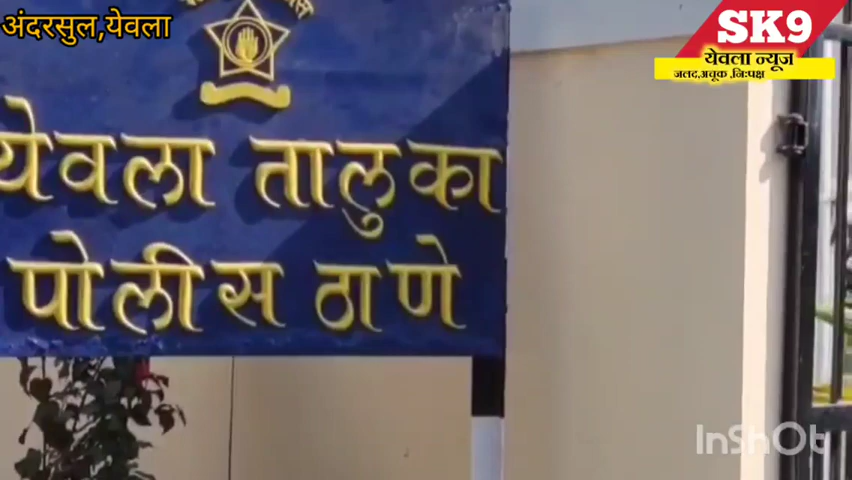 अंदरसुल,येवला
SK9
येवला न्यूज
जलद,अचूक ,निःपक्ष
येवला तालुका
पोलीस ठाणे
InShOt